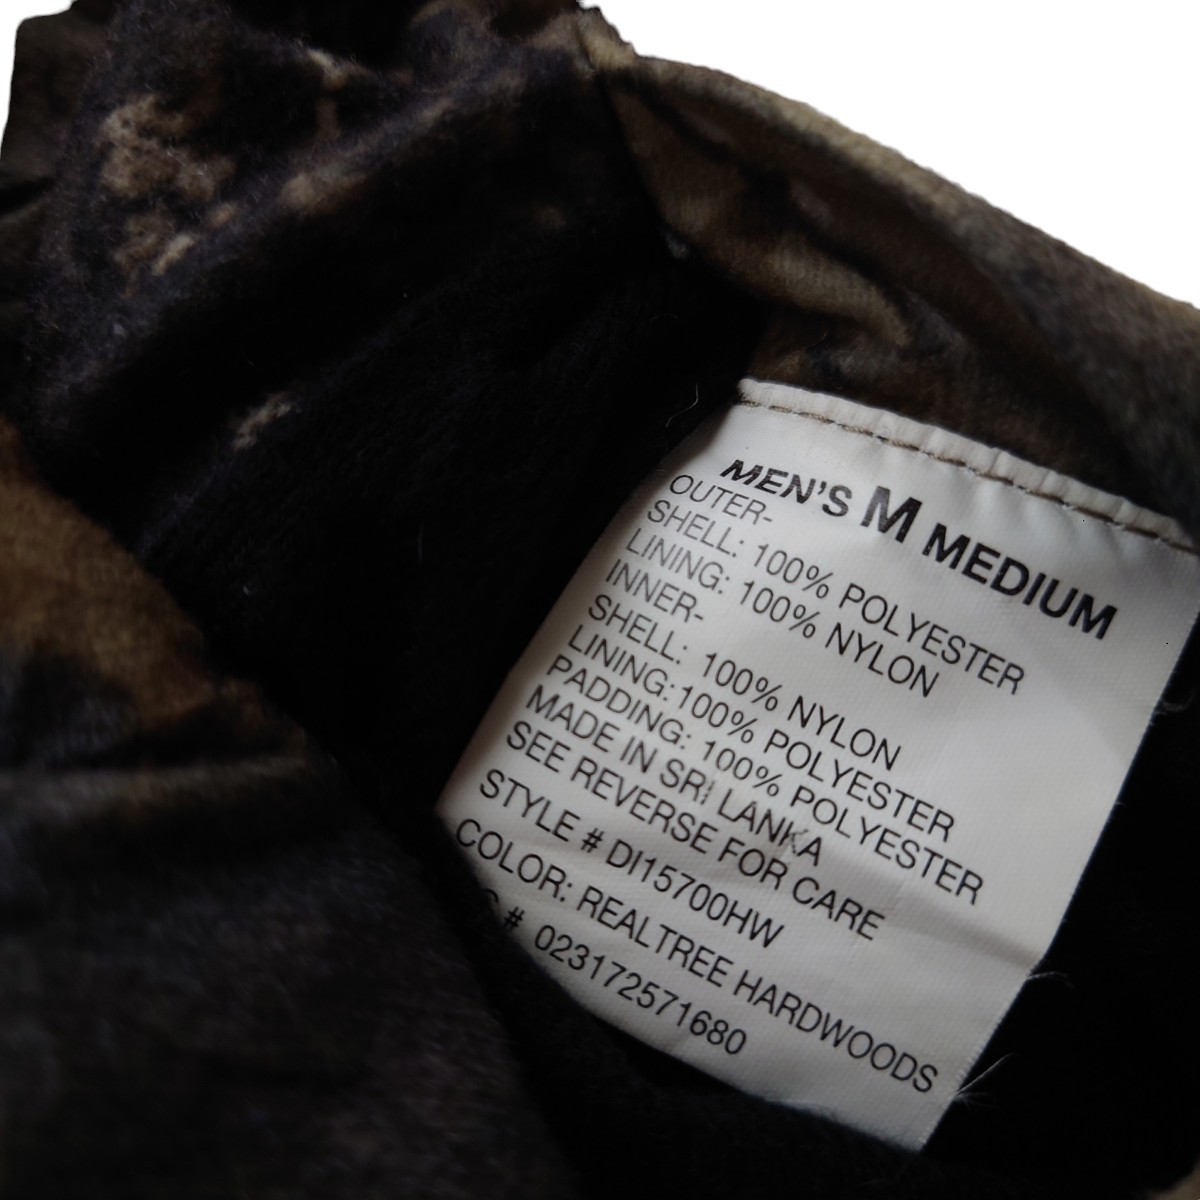 MEN'S M MEDIUM
OUTER-
SHELL: 100% POLYESTER
LINING: 100% NYLON
INNER-
SHELL: 100% NYLON
LINING: 100% POLYESTER
PADDING: 100% POLYESTER
MADE IN SRI LANKA
SEE REVERSE FOR CARE
STYLE # DI15700HW
COLOR: REALTREE HARDWOODS
# 023172571680